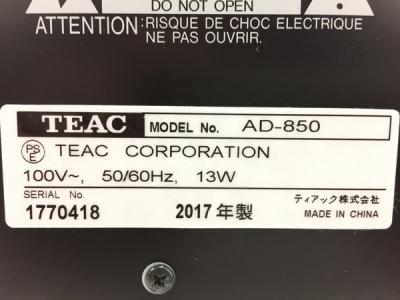 DO NOT OPEN
ATTENTION: RISQUE DE CHOC ELECTRIQUE
NE PAS OUVRIR.
TEAC MODEL No. AD-850
PS E TEAC CORPORATION
100V~, 50/60Hz, 13W
SERIAL No.
1770418 2017年製
ティアック株式会社
MADE IN CHINA